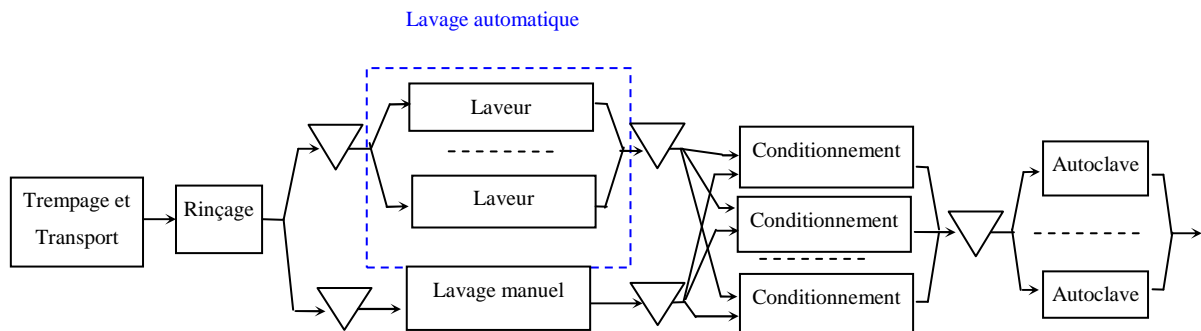 Lavage automatique
Laveur
Laveur
Trempage et
Transport
Rinçage
Lavage manuel
Conditionnement
Conditionnement
Conditionnement
Autoclave
Autoclave